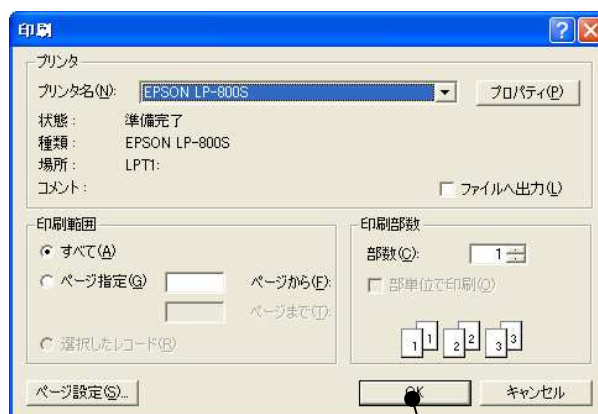 印刷
プリンタ
プリンタ名(N): EPSON LP-800S プロパティ(P)
状態: 準備完了
種類: EPSON LP-800S
場所: LPT1:
コメント:
ファイルへ出力(L)
印刷範囲
すべて(A)
ページ指定(G) ページから(F):
ページまで(T):
選択したレコード(R)
印刷部数
部数(C): 1
部単位で印刷(O)
1 1 2 2 3 3
ページ設定(S)...
OK
キャンセル